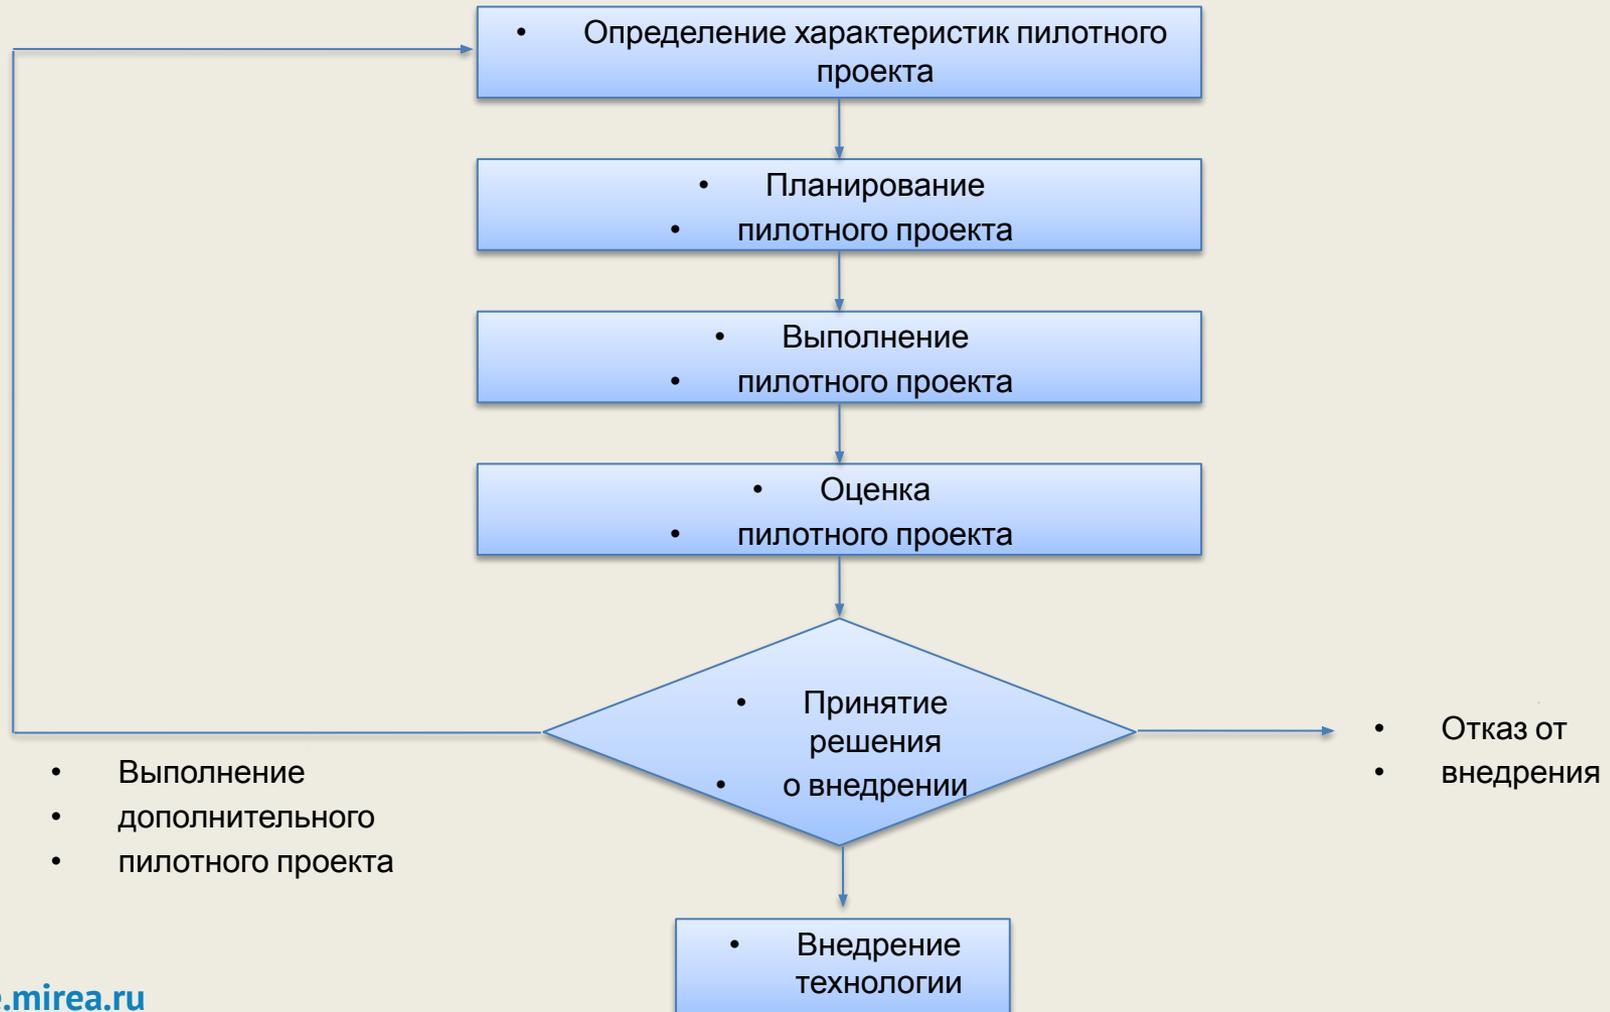 • Определение характеристик пилотного
проекта
• Планирование
• пилотного проекта
• Выполнение
• пилотного проекта
• Оценка
• пилотного проекта
• Принятие
решения
• о внедрении
• Отказ от
• внедрения
• Выполнение
• дополнительного
• пилотного проекта
• Внедрение
технологии
.mirea.ru